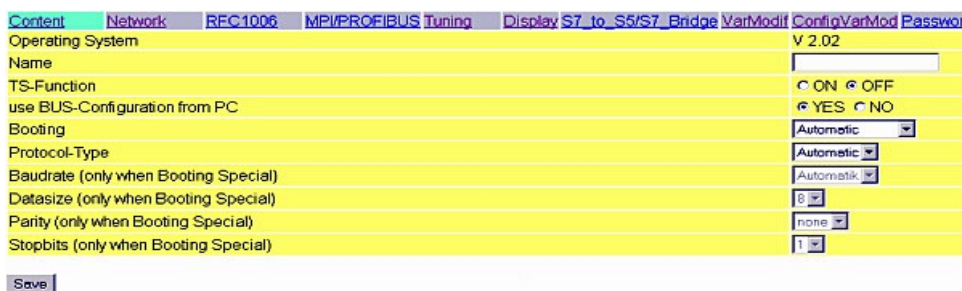 Content Network RFC1006 MPI/PROFIBUS Tuning Display S7_to_S5/S7_Bridge VarModif ConfigVarMod Passwor
Operating System V 2.02
Name
TS-Function ON OFF
use BUS-Configuration from PC YES NO
Booting Automatic
Protocol-Type Automatic
Baudrate (only when Booting Special) Automatik
Datasize (only when Booting Special) 8
Parity (only when Booting Special) none
Stopbits (only when Booting Special) 1
Save